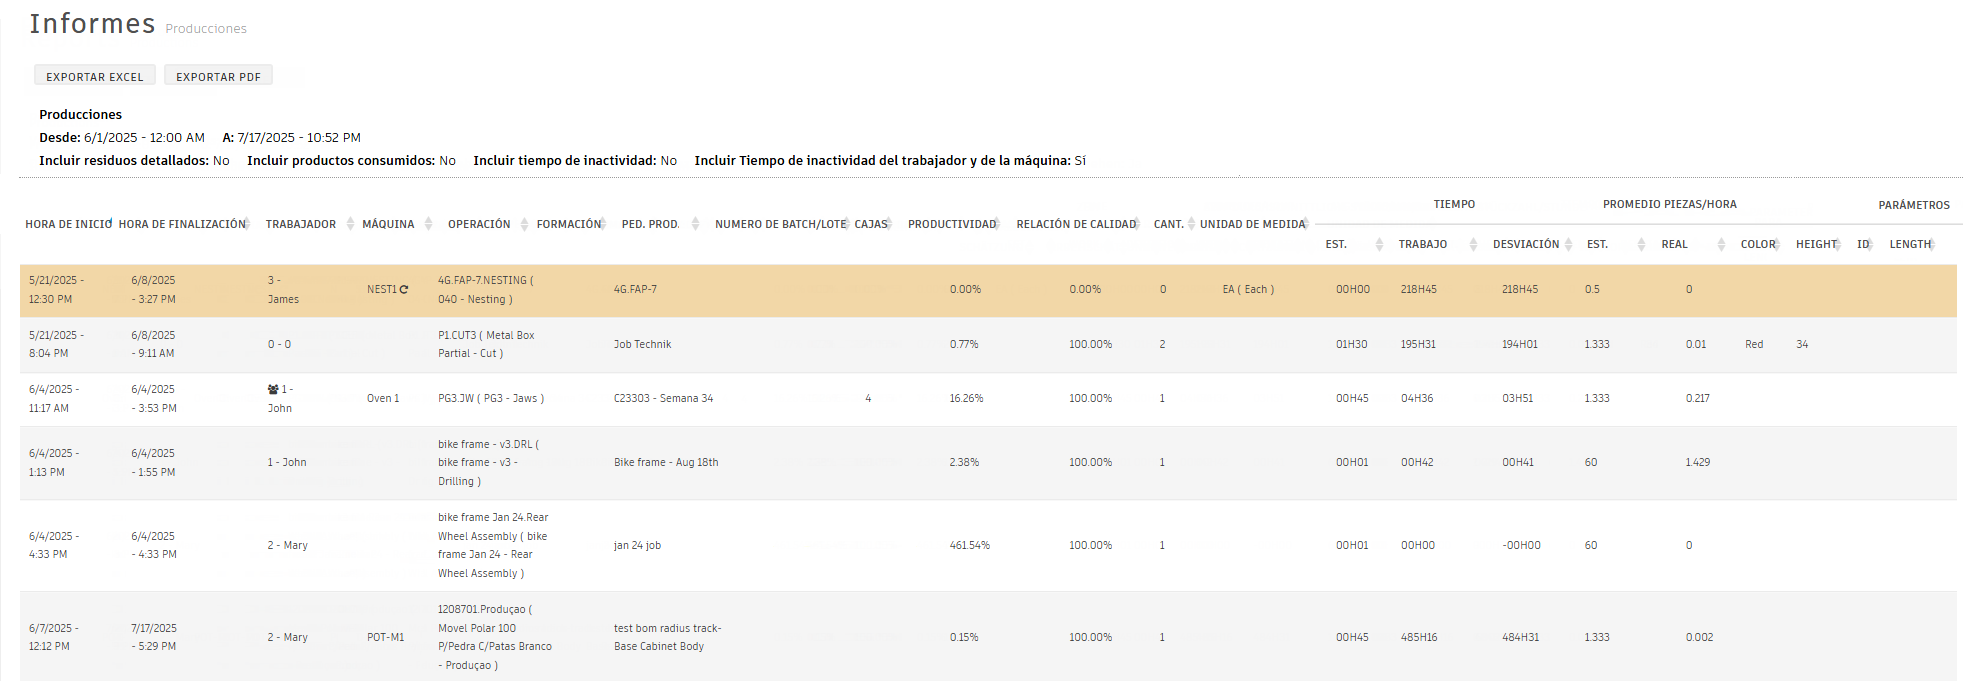 Informes Producciones
EXPORTAR EXCEL EXPORTAR PDF
Producciones
Desde: 6/1/2025 - 12:00 AM A: 7/17/2025 - 10:52 PM
Incluir residuos detallados: No Incluir productos consumidos: No Incluir tiempo de inactividad: No Incluir Tiempo de inactividad del trabajador y de la máquina: Sí
TIEMPO PROMEDIO PIEZAS/HORA PARÁMETROS
HORA DE INICIO HORA DE FINALIZACIÓN TRABAJADOR MÁQUINA OPERACIÓN FORMACIÓN PED. PROD. NUMERO DE BATCH/LOTE CAJAS PRODUCTIVIDAD RELACIÓN DE CALIDAD CANT. UNIDAD DE MEDIDA
EST. TRABAJO DESVIACIÓN EST. REAL COLOR HEIGHT ID LENGTH
5/21/2025 - 6/8/2025 3 - 4G.FAP-7.NESTING (
NEST1 4G.FAP-7 0.00% 0.00% 0 EA ( Each ) 00H00 218H45 218H45 0.5 0
12:30 PM - 3:27 PM James 040 - Nesting )
5/21/2025 - 6/8/2025 P1.CUT3 ( Metal Box
0 - 0 Job Technik 0.77% 100.00% 2 01H30 195H31 194H01 1.333 0.01 Red 34
8:04 PM - 9:11 AM Partial - Cut )
6/4/2025 - 6/4/2025 1 -
Oven 1 PG3.JW ( PG3 - Jaws ) C23303 - Semana 34 4 16.26% 100.00% 1 00H45 04H36 03H51 1.333 0.217
11:17 AM - 3:53 PM John
bike frame - v3.DRL (
6/4/2025 - 6/4/2025
1 - John bike frame - v3 - Bike frame - Aug 18th 2.38% 100.00% 1 00H01 00H42 00H41 60 1.429
1:13 PM - 1:55 PM
Drilling )
bike frame Jan 24.Rear
6/4/2025 - 6/4/2025 Wheel Assembly ( bike
2 - Mary jan 24 job 461.54% 100.00% 1 00H01 00H00 -00H00 60 0
4:33 PM - 4:33 PM frame Jan 24 - Rear
Wheel Assembly )
1208701.Produçao (
6/7/2025 - 7/17/2025 Movel Polar 100 test bom radius track-
2 - Mary POT-M1 0.15% 100.00% 1 00H45 485H16 484H31 1.333 0.002
12:12 PM - 5:29 PM P/Pedra C/Patas Branco Base Cabinet Body
- Produçao )